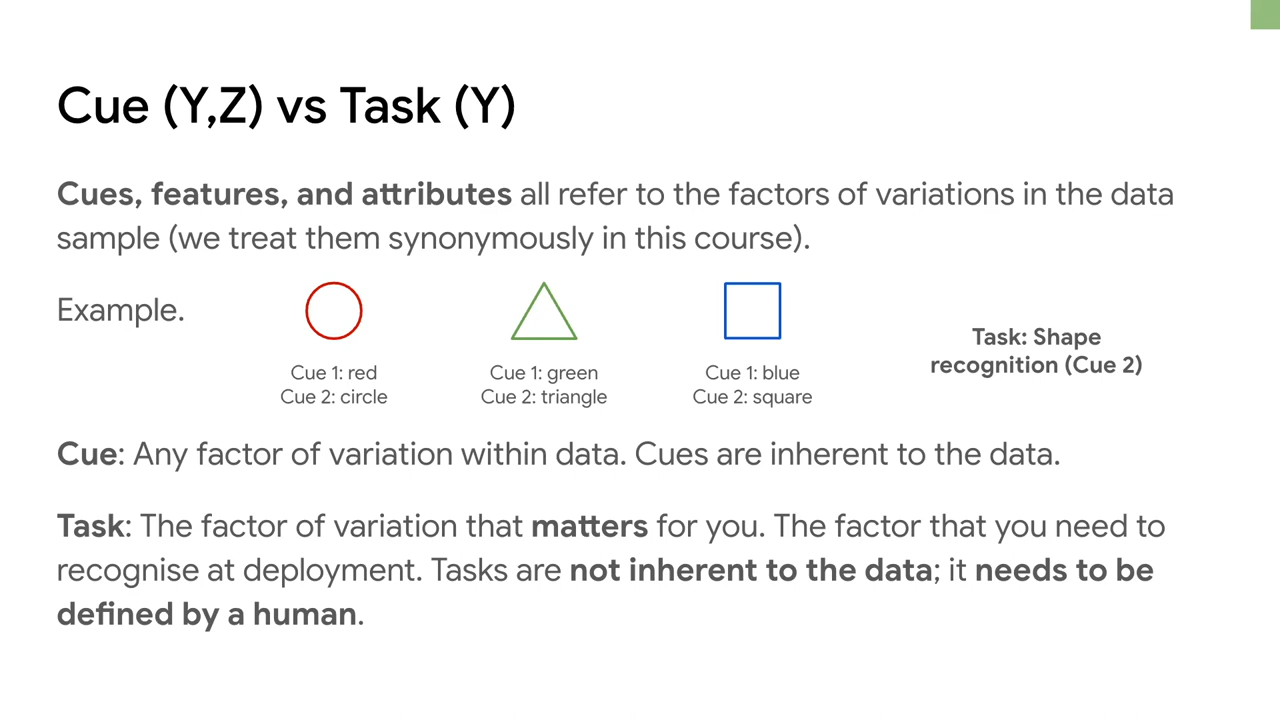 Cue (Y,Z) vs Task (Y)
Cues, features, and attributes all refer to the factors of variations in the data
sample (we treat them synonymously in this course).
Example.
Cue 1: red
Cue 2: circle
Cue 1: green
Cue 2: triangle
Cue 1: blue
Cue 2: square
Task: Shape
recognition (Cue 2)
Cue: Any factor of variation within data. Cues are inherent to the data.
Task: The factor of variation that matters for you. The factor that you need to
recognise at deployment. Tasks are not inherent to the data; it needs to be
defined by a human.